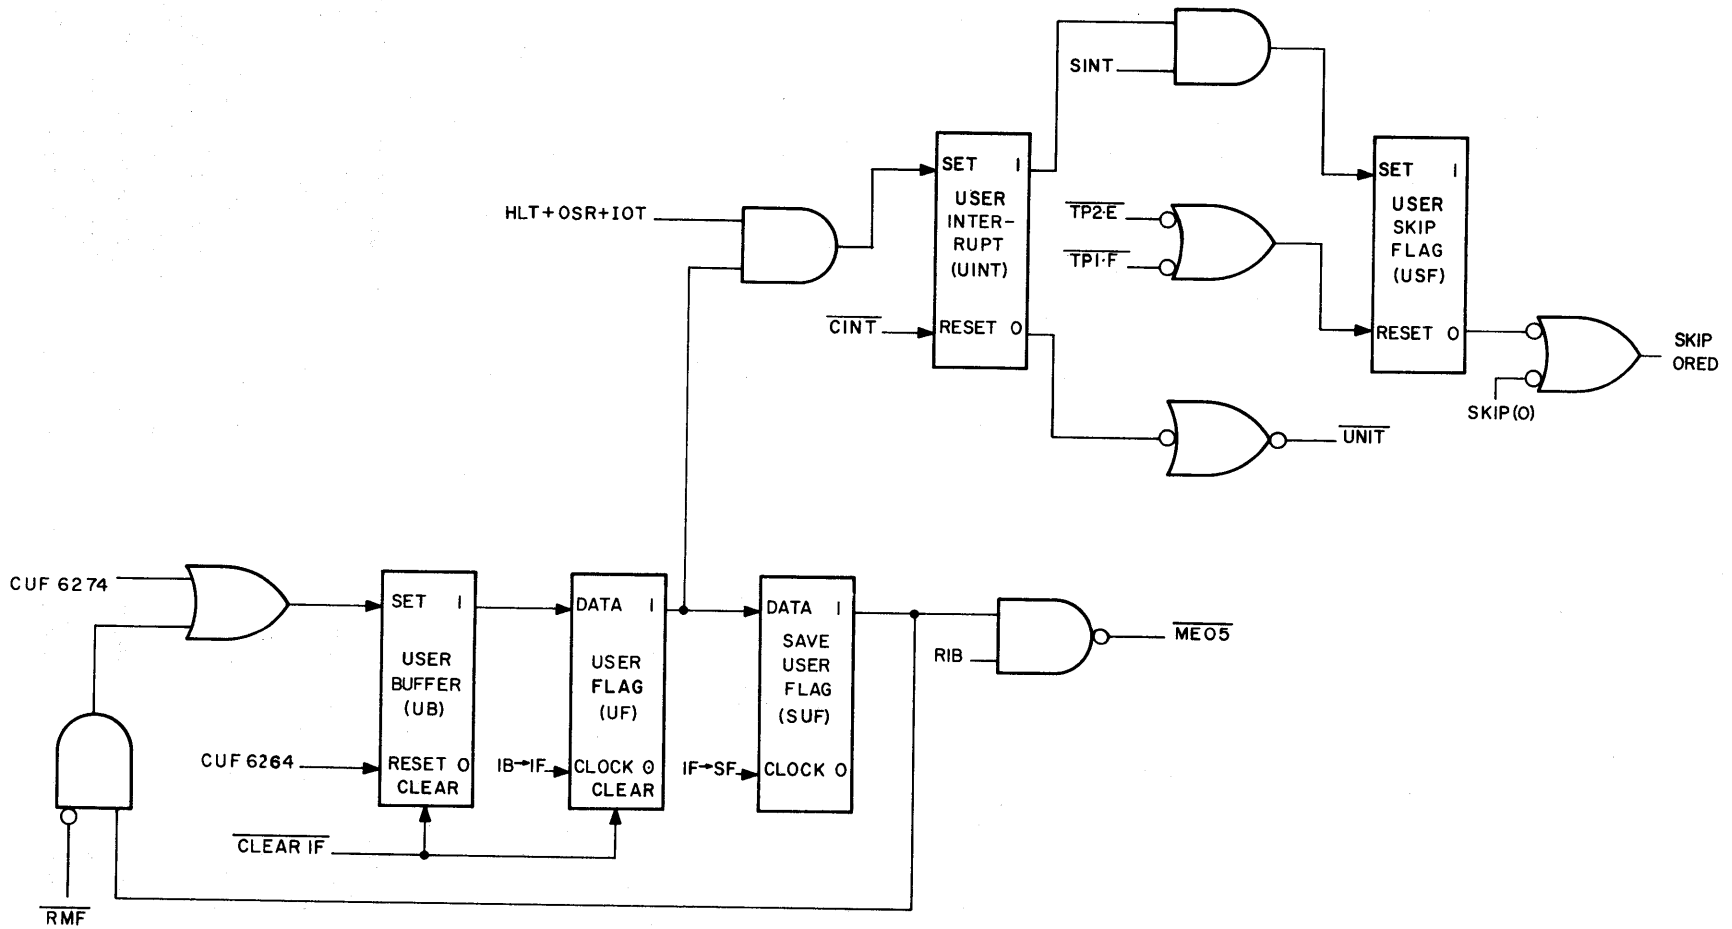 SINT
SET 1
USER
INTER-
RUPT
(UINT)
RESET 0
SET 1
USER
SKIP
FLAG
(USF)
RESET 0
HLT+OSR+IOT
TP2·E
TP1·F
CINT
SKIP
ORED
SKIP(0)
UNIT
CUF 6274
SET 1
USER
BUFFER
(UB)
RESET 0
CLEAR
DATA 1
USER
FLAG
(UF)
CLOCK 0
CLEAR
DATA 1
SAVE
USER
FLAG
(SUF)
CLOCK 0
RIB
ME05
CUF 6264
IB→IF
IF→SF
CLEAR IF
RMF